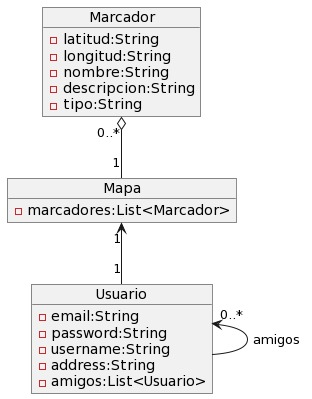 Marcador
latitud:String
longitud:String
nombre:String
descripcion:String
tipo:String
0..*
1
Mapa
marcadores:List<Marcador>
1
1
Usuario
email:String
password:String
username:String
address:String
amigos:List<Usuario>
0..*
amigos